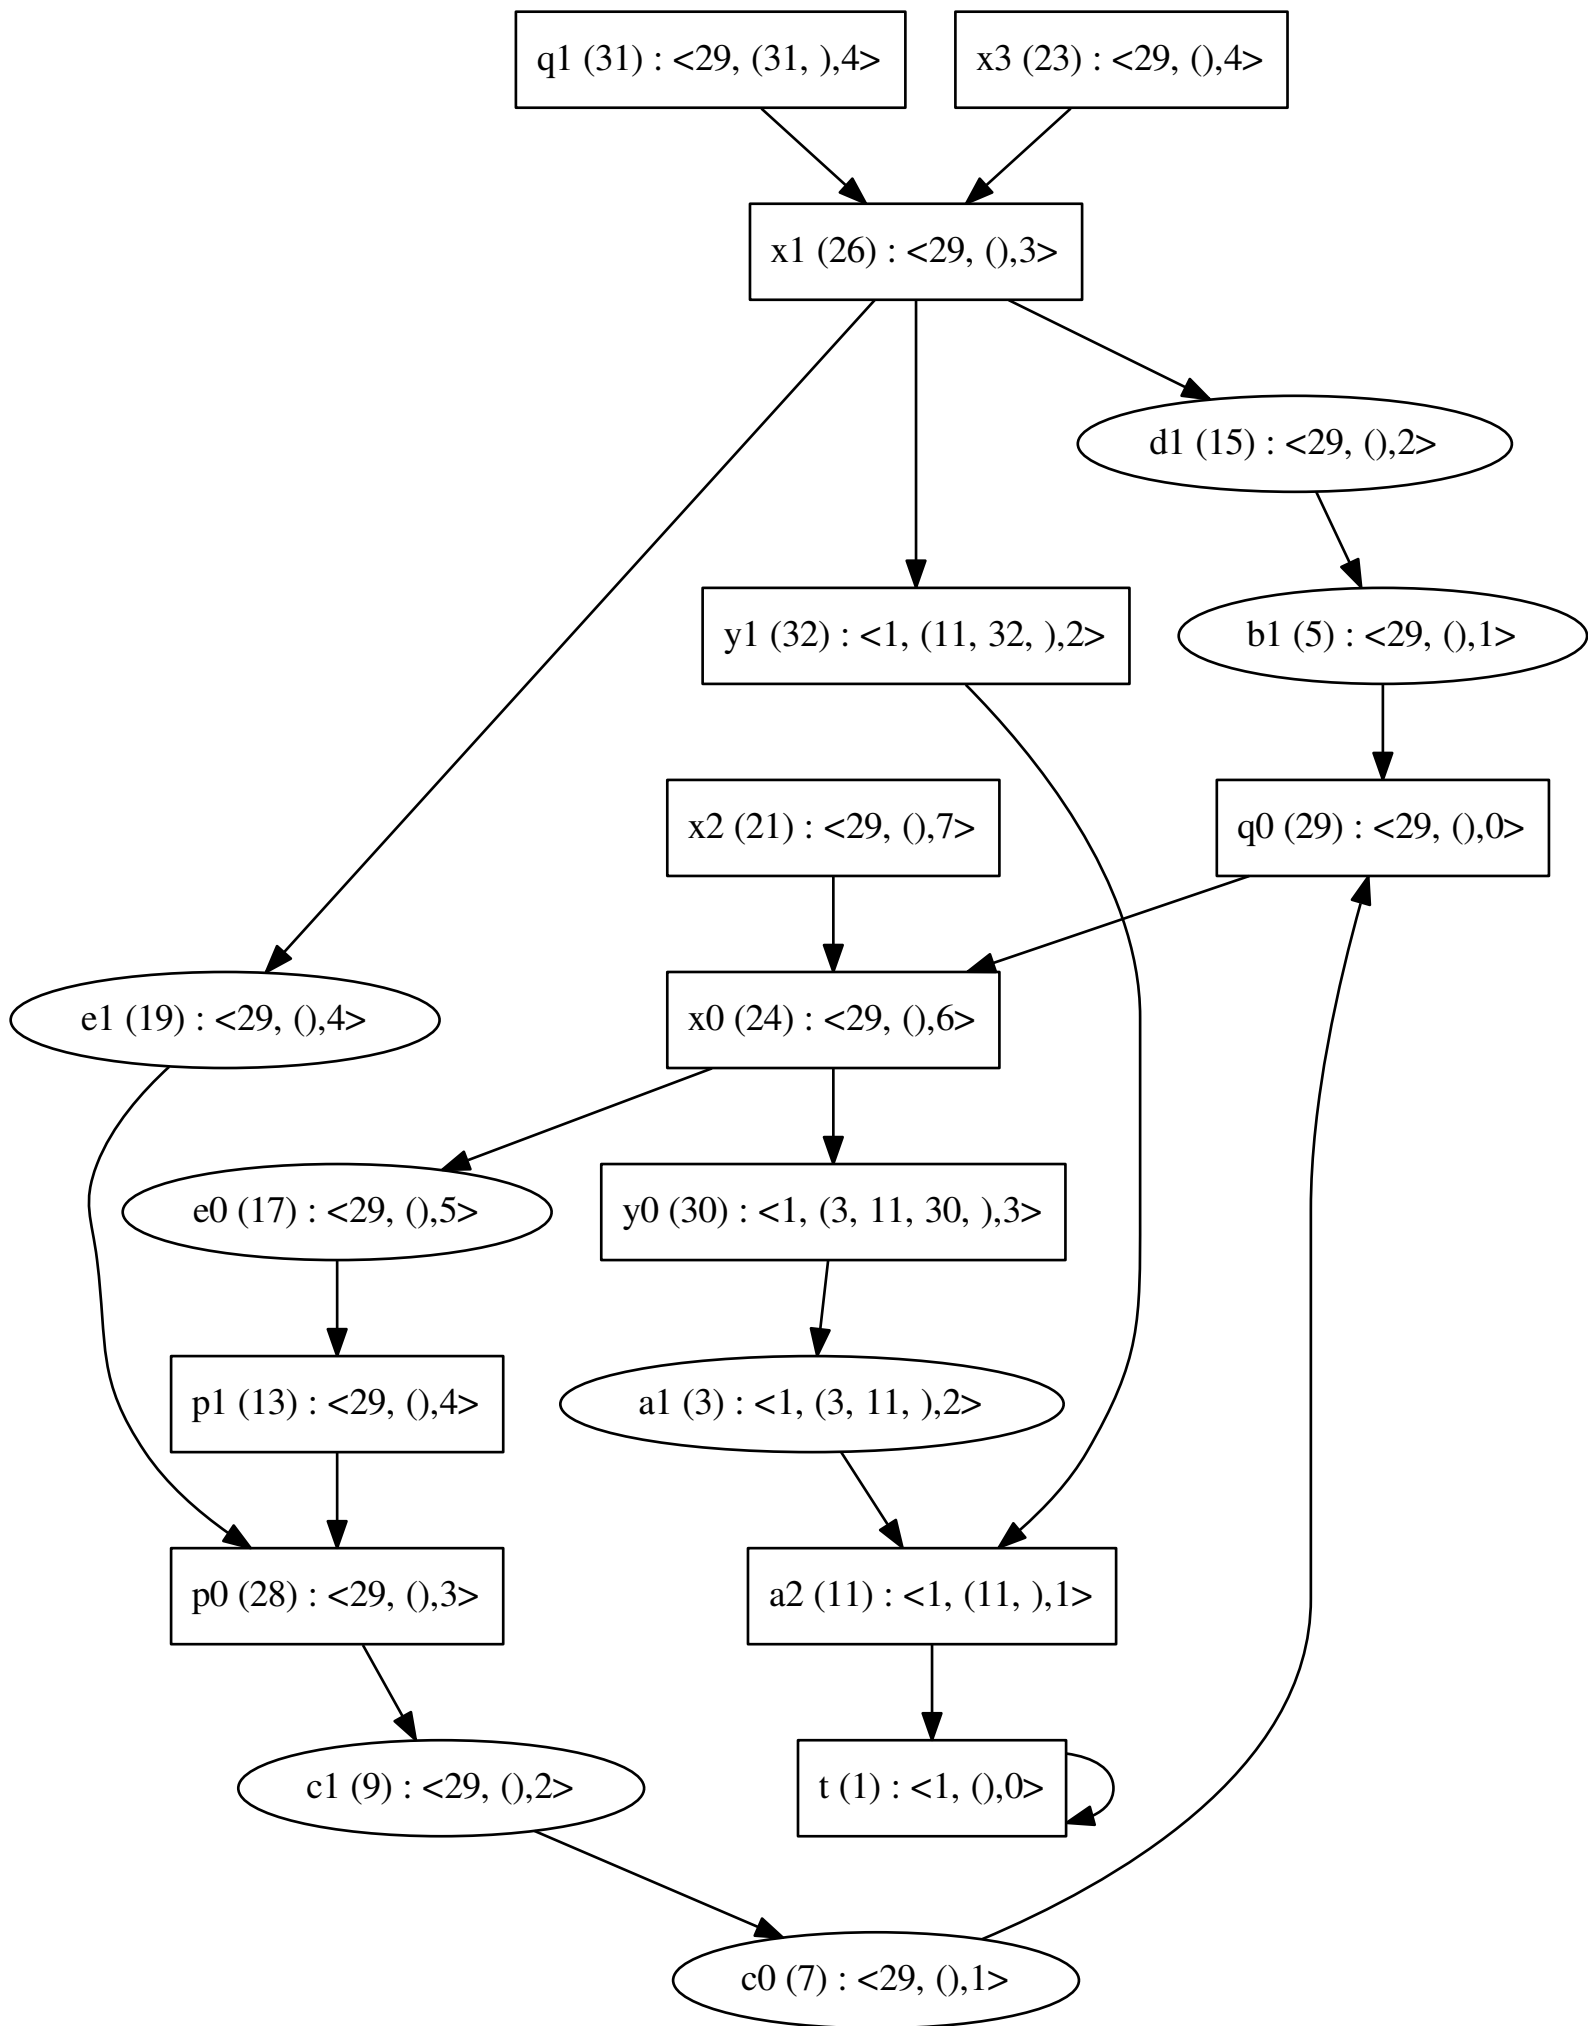 q1 (31) : <29, (31, ),4>
x3 (23) : <29, (),4>
x1 (26) : <29, (),3>
d1 (15) : <29, (),2>
y1 (32) : <1, (11, 32, ),2>
b1 (5) : <29, (),1>
x2 (21) : <29, (),7>
q0 (29) : <29, (),0>
e1 (19) : <29, (),4>
x0 (24) : <29, (),6>
e0 (17) : <29, (),5>
y0 (30) : <1, (3, 11, 30, ),3>
p1 (13) : <29, (),4>
a1 (3) : <1, (3, 11, ),2>
p0 (28) : <29, (),3>
a2 (11) : <1, (11, ),1>
c1 (9) : <29, (),2>
t (1) : <1, (),0>
c0 (7) : <29, (),1>